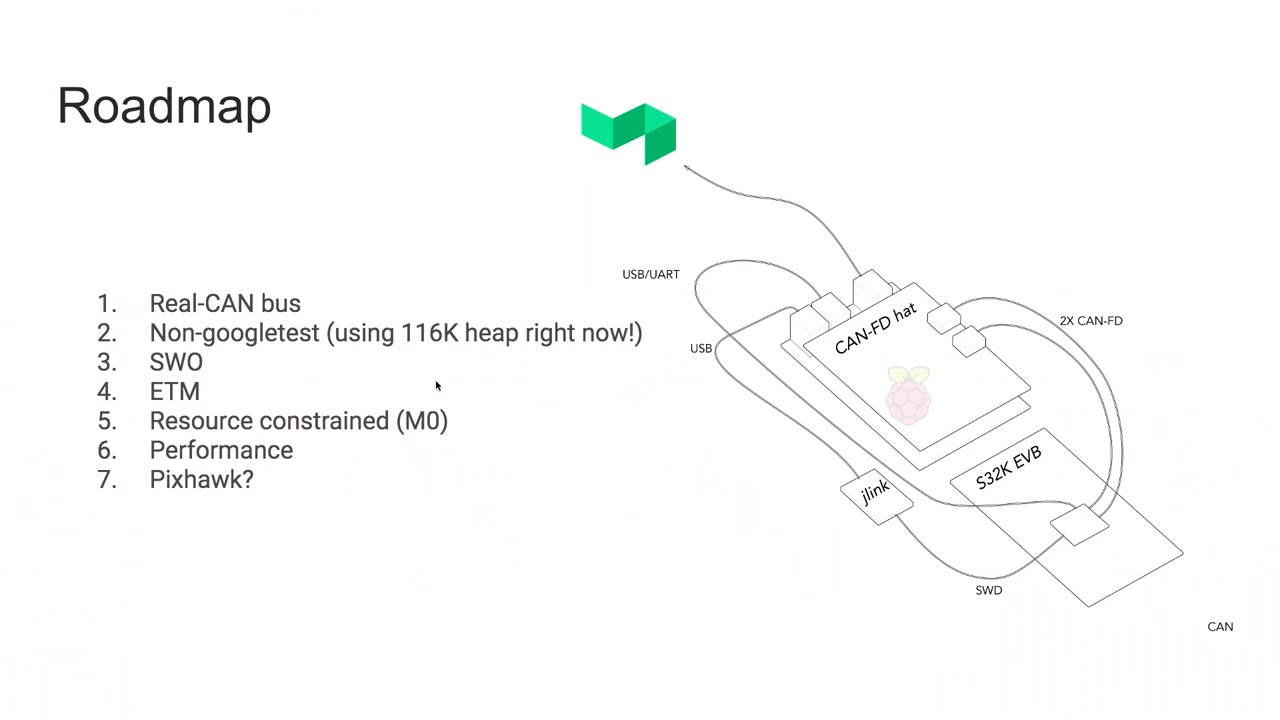 Roadmap
1. Real-CAN bus
2. Non-googletest (using 116K heap right now!)
3. SWO
4. ETM
5. Resource constrained (M0)
6. Performance
7. Pixhawk?
USB/UART
USB
CAN-FD hat
2X CAN-FD
S32K EVB
jlink
SWD
CAN